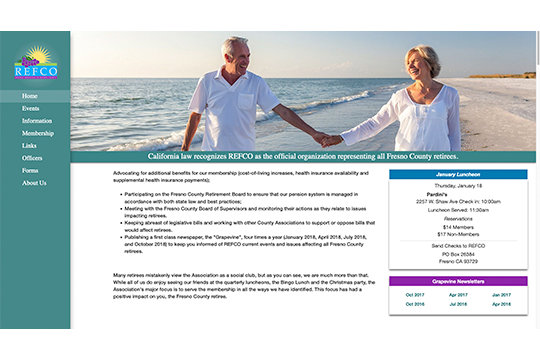 REFCO
Home
Events
Information
Membership
Links
Officers
Forms
About Us
California law recognizes REFCO as the official organization representing all Fresno County retirees.
Advocating for additional benefits for our membership (cost-of-living increases, health insurance availability and
supplemental health insurance payments);
• Participating on the Fresno County Retirement Board to ensure that our pension system is managed in
accordance with both state law and best practices;
• Meeting with the Fresno County Board of Supervisors and monitoring their actions as they relate to issues
impacting retirees.
• Keeping abreast of legislative bills and working with other County Associations to support or oppose bills that
would affect retirees.
• Publishing a first class newspaper, the "Grapevine", four times a year (January 2018, April 2018, July 2018,
and October 2018) to keep you informed of REFCO current events and issues affecting all Fresno County
retirees.
Many retirees mistakenly view the Association as a social club, but as you can see, we are much more than that.
While all of us do enjoy seeing our friends at the quarterly luncheons, the Bingo Lunch and the Christmas party, the
Association's major focus is to serve the membership in all the ways we have identified. This focus has had a
positive impact on you, the Fresno County retiree.
January Luncheon
Thursday, January 18
Pardini's
2257 W. Shaw Ave Check in: 10:00am
Luncheon Served: 11:30am
Reservations
$14 Members
$17 Non-Members
Send Checks to REFCO
PO Box 26384
Fresno CA 93729
Grapevine Newsletters
Oct 2017 Apr 2017 Jan 2017
Oct 2016 Jul 2018 Apr 2018